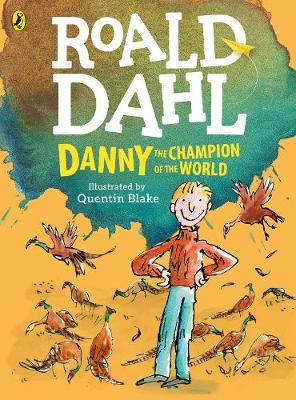 ROALD
DAHL
DANNY THE CHAMPION
OF THE WORLD
Illustrated by
Quentin Blake